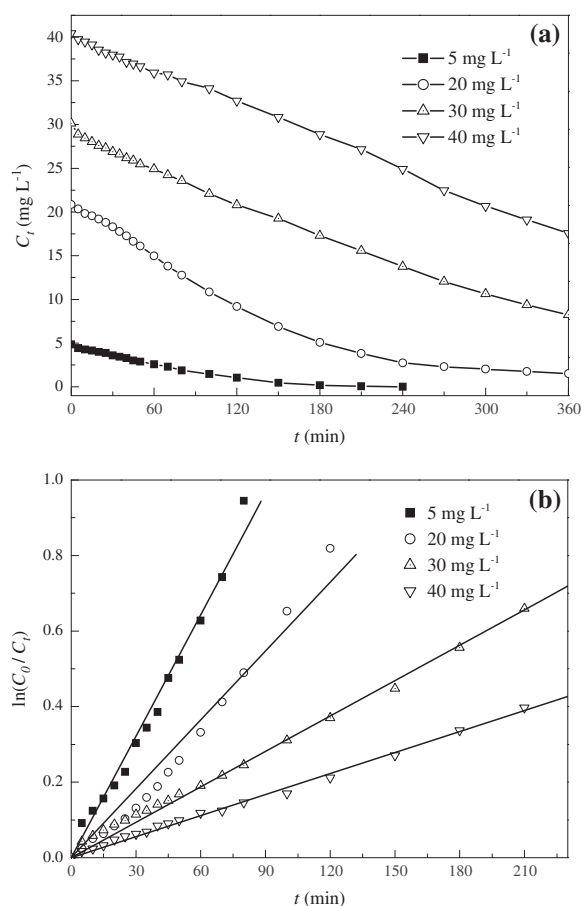 (a)
5 mg L⁻¹
20 mg L⁻¹
30 mg L⁻¹
40 mg L⁻¹
40
35
30
25
20
15
10
5
0
C_t (mg L⁻¹)
0 60 120 180 240 300 360
t (min)
(b)
5 mg L⁻¹
20 mg L⁻¹
30 mg L⁻¹
40 mg L⁻¹
1.0
0.8
0.6
0.4
0.2
0.0
ln(C_0 / C_t)
0 30 60 90 120 150 180 210
t (min)